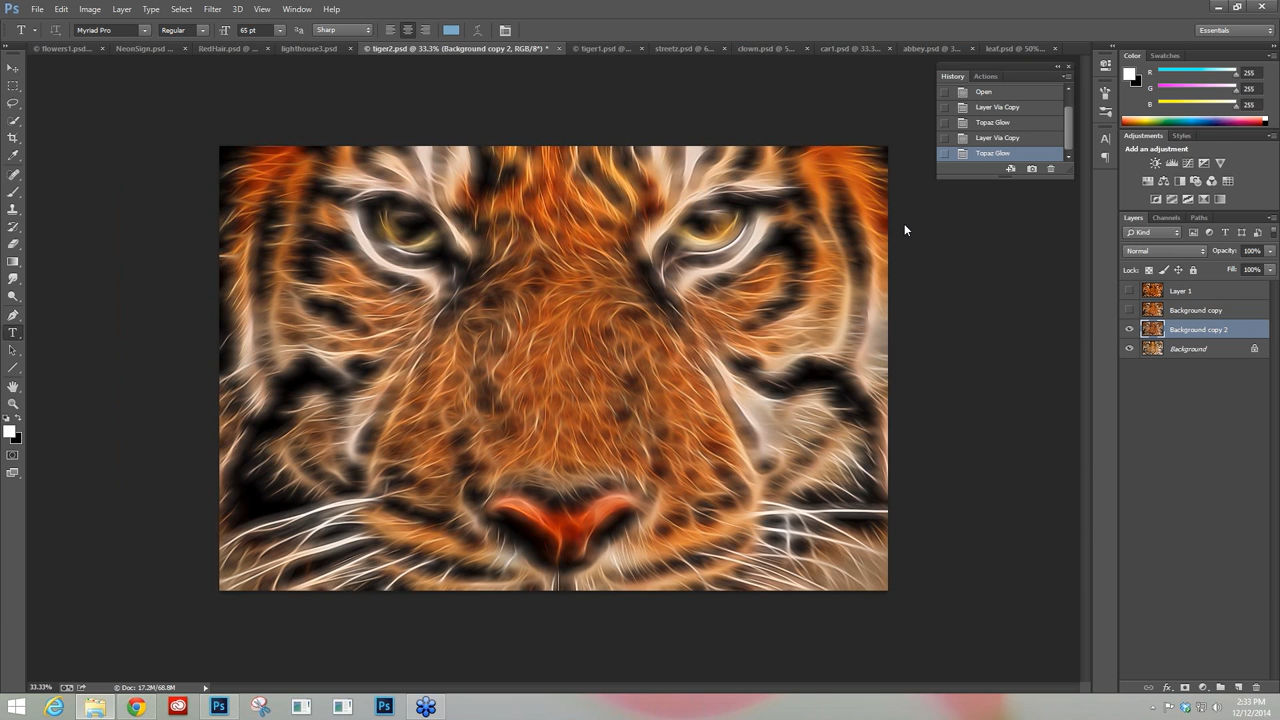 Ps File Edit Image Layer Type Select Filter 3D View Window Help
T Myriad Pro Regular 65 pt Sharp Essentials
flowers1.psd... NeonSign.psd ... RedHair.psd @ ... lighthouse3.psd tiger2.psd @ 33.3% (Background copy 2, RGB/8*) * tiger1.psd @... streetz.psd @ 6... clown.psd @ 5... car1.psd @ 33.3... abbey.psd @ 3... leaf.psd @ 50%...
History Actions
Open
Layer Via Copy
Topaz Glow
Layer Via Copy
Topaz Glow
Color Swatches
R 255
G 255
B 255
Adjustments Styles
Add an adjustment
Layers Channels Paths
Kind
Normal Opacity: 100%
Lock: Fill: 100%
Layer 1
Background copy
Background copy 2
Background
33.33% Doc: 17.2M/68.8M
2:33 PM
12/12/2014